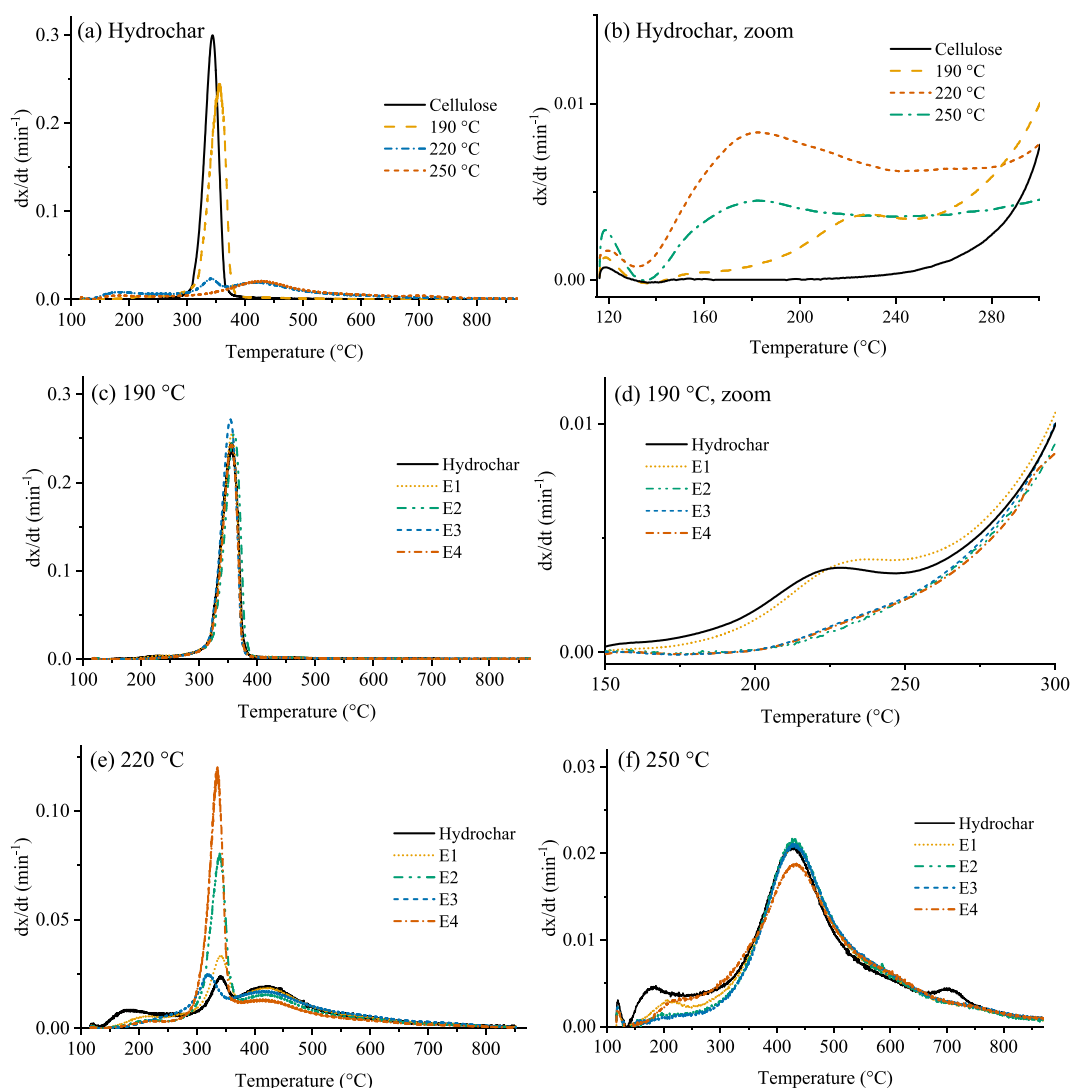 (a) Hydrochar
dx/dt (min⁻¹)
0.3
0.2
0.1
0.0
Cellulose
190 °C
220 °C
250 °C
100 200 300 400 500 600 700 800
Temperature (°C)
(b) Hydrochar, zoom
dx/dt (min⁻¹)
0.01
0.00
Cellulose
190 °C
220 °C
250 °C
120 160 200 240 280
Temperature (°C)
(c) 190 °C
dx/dt (min⁻¹)
0.3
0.2
0.1
0.0
Hydrochar
E1
E2
E3
E4
100 200 300 400 500 600 700 800
Temperature (°C)
(d) 190 °C, zoom
dx/dt (min⁻¹)
0.01
0.00
Hydrochar
E1
E2
E3
E4
150 200 250 300
Temperature (°C)
(e) 220 °C
dx/dt (min⁻¹)
0.10
0.05
0.00
Hydrochar
E1
E2
E3
E4
100 200 300 400 500 600 700 800
Temperature (°C)
(f) 250 °C
dx/dt (min⁻¹)
0.03
0.02
0.01
0.00
Hydrochar
E1
E2
E3
E4
100 200 300 400 500 600 700 800
Temperature (°C)